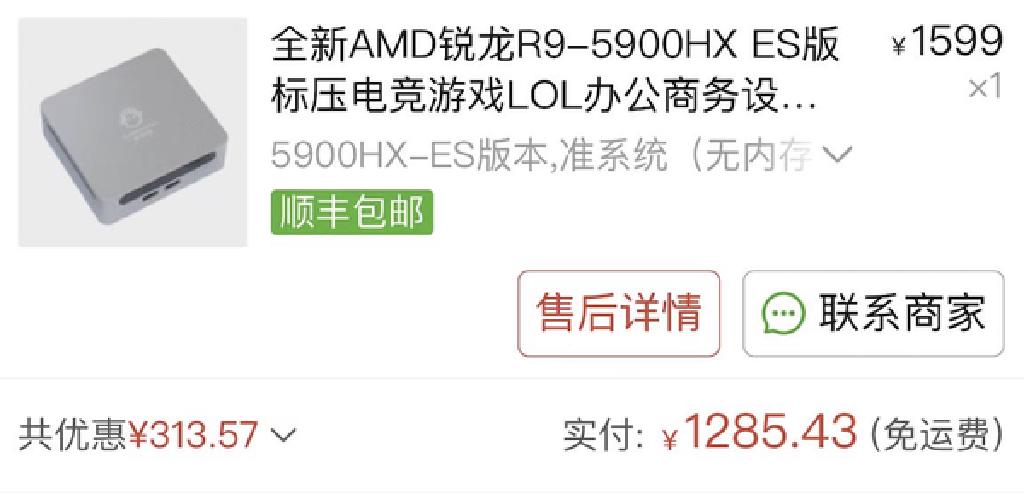 全新AMD锐龙R9-5900HX ES版
¥1599
标压电竞游戏LOL办公商务设...
×1
5900HX-ES版本,准系统（无内存
顺丰包邮
售后详情
联系商家
共优惠¥313.57
实付: ¥1285.43 (免运费)